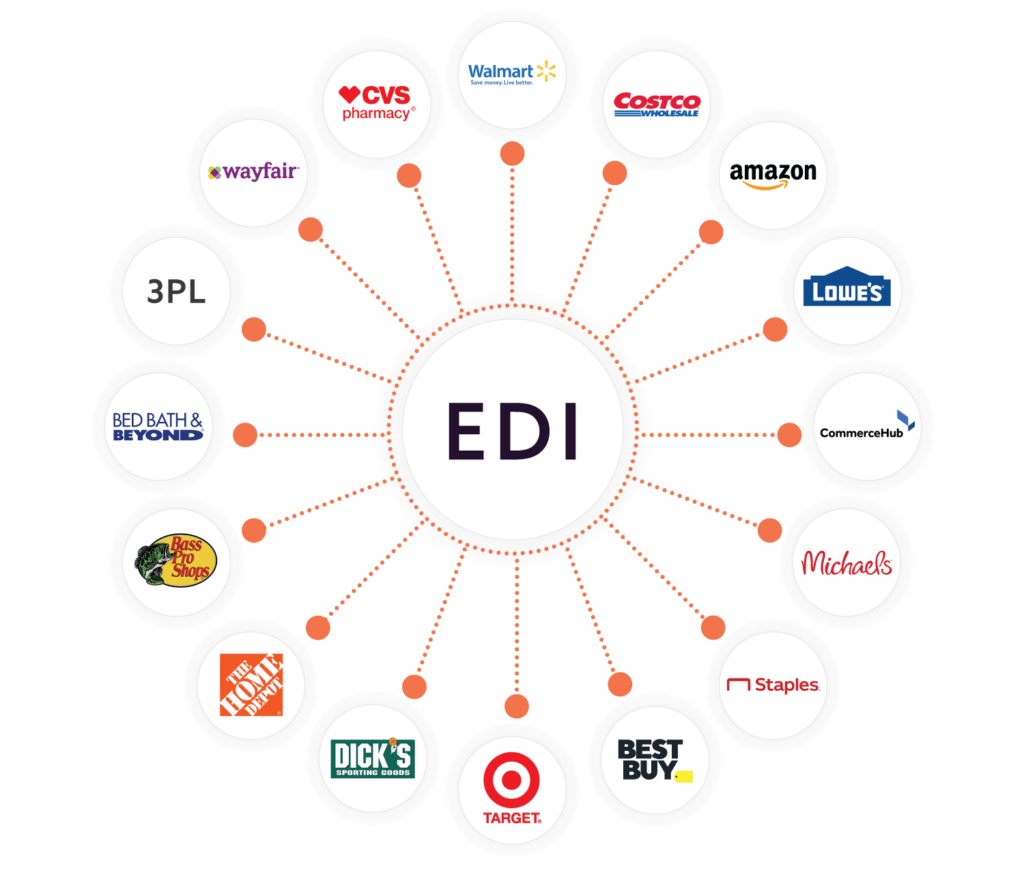 Walmart
Save money. Live better.
COSTCO
WHOLESALE
amazon
LOWE'S
CommerceHub
Michaels
Staples.
BEST
BUY
TARGET
DICK'S
SPORTING GOODS
THE
HOME
DEPOT
Bass
Pro
Shops
BED BATH &
BEYOND
3PL
wayfair
CVS
pharmacy®
EDI